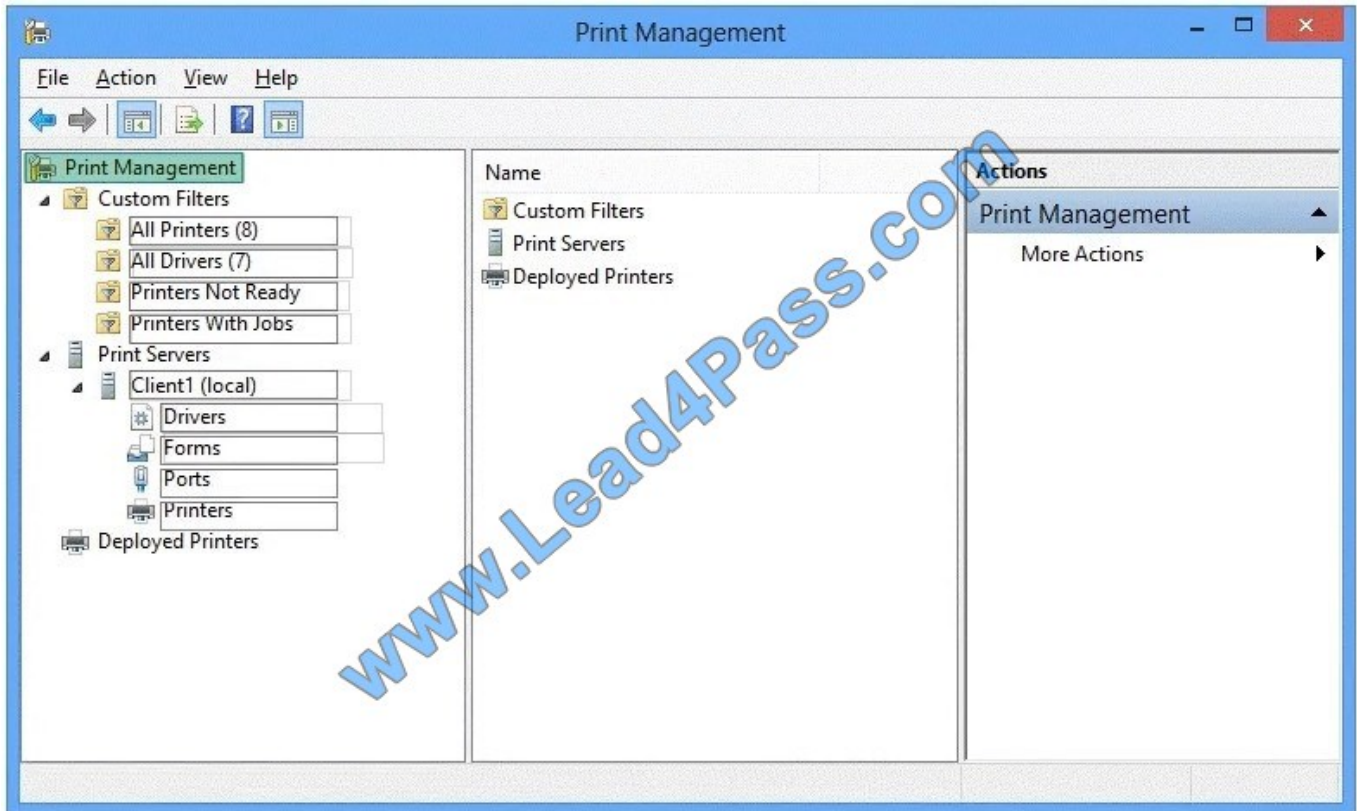 Print Management
File Action View Help
Print Management
Custom Filters
All Printers (8)
All Drivers (7)
Printers Not Ready
Printers With Jobs
Print Servers
Client1 (local)
Drivers
Forms
Ports
Printers
Deployed Printers
Name
Custom Filters
Print Servers
Deployed Printers
Actions
Print Management
More Actions
www.Lead4Pass.com